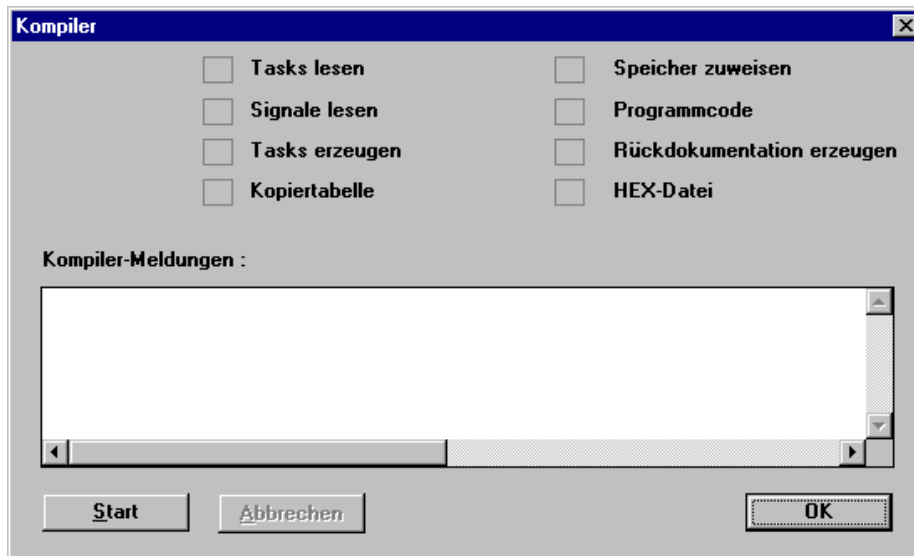 Kompiler
Tasks lesen
Speicher zuweisen
Signale lesen
Programmcode
Tasks erzeugen
Rückdokumentation erzeugen
Kopiertabelle
HEX-Datei
Kompiler-Meldungen :
Start
Abbrechen
OK